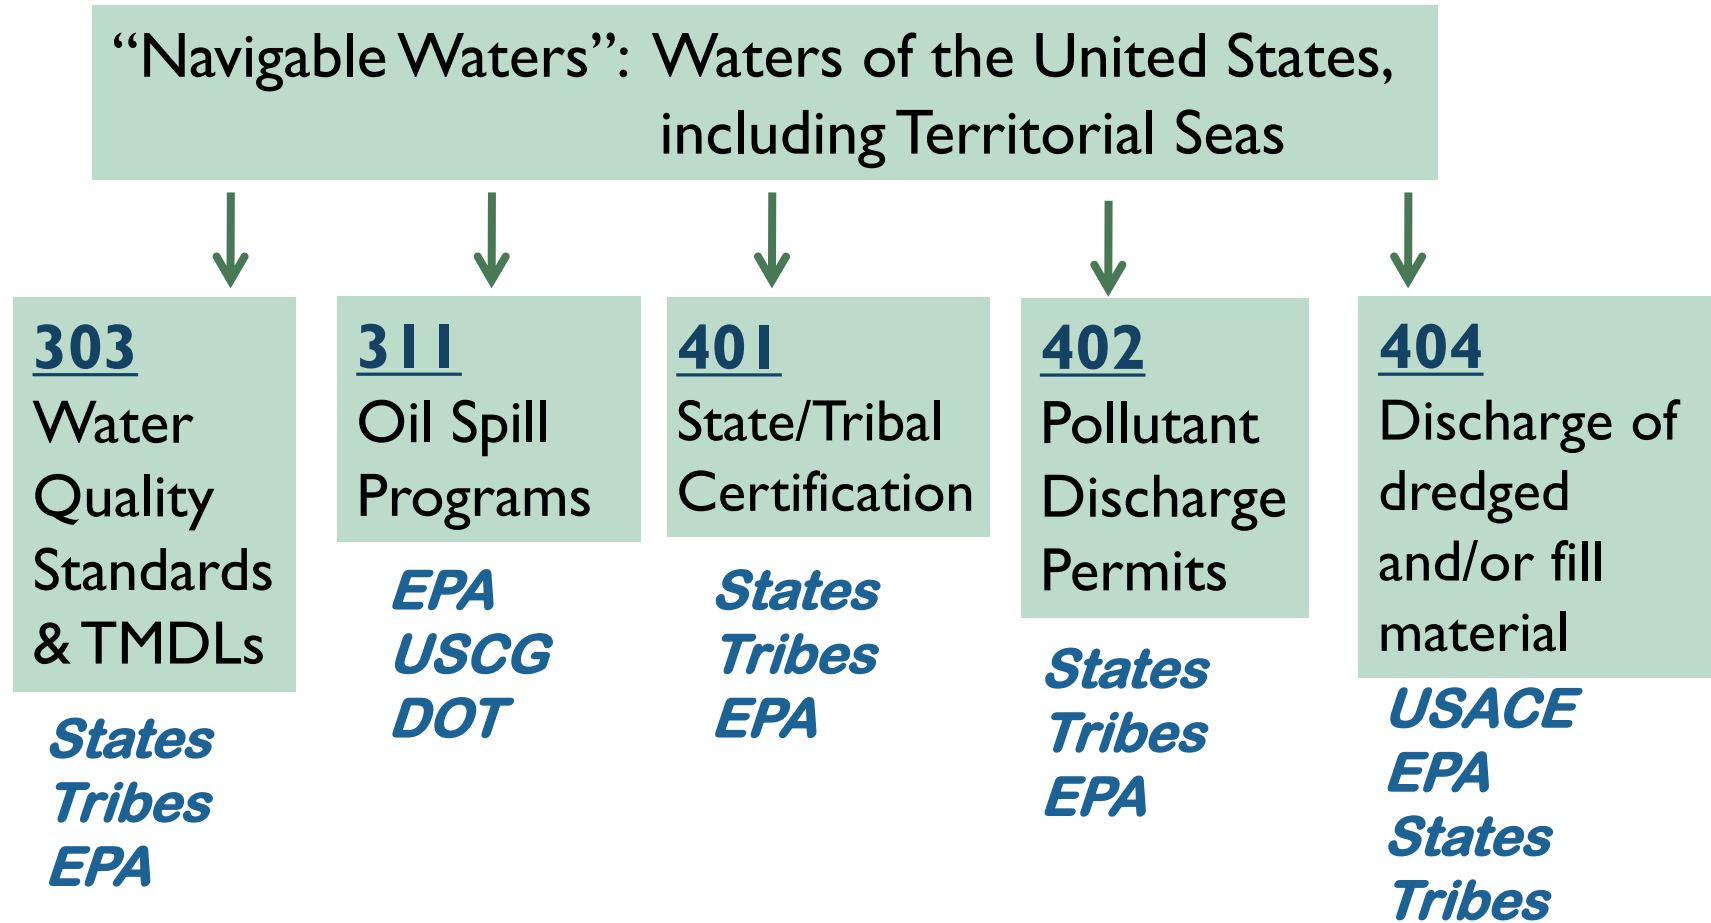 “Navigable Waters”: Waters of the United States,
including Territorial Seas
303
Water
Quality
Standards
& TMDLs
States
Tribes
EPA
311
Oil Spill
Programs
EPA
USCG
DOT
401
State/Tribal
Certification
States
Tribes
EPA
402
Pollutant
Discharge
Permits
States
Tribes
EPA
404
Discharge of
dredged
and/or fill
material
USACE
EPA
States
Tribes